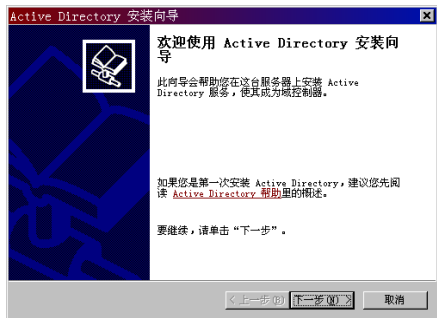 Active Directory 安装向导
欢迎使用 Active Directory 安装向
导
此向导会帮助您在这台服务器上安装 Active
Directory 服务，使其成为域控制器。
如果您是第一次安装 Active Directory，建议您先阅
读 Active Directory 帮助里的概述。
要继续，请单击“下一步”。
<上一步(B) 下一步(N) > 取消